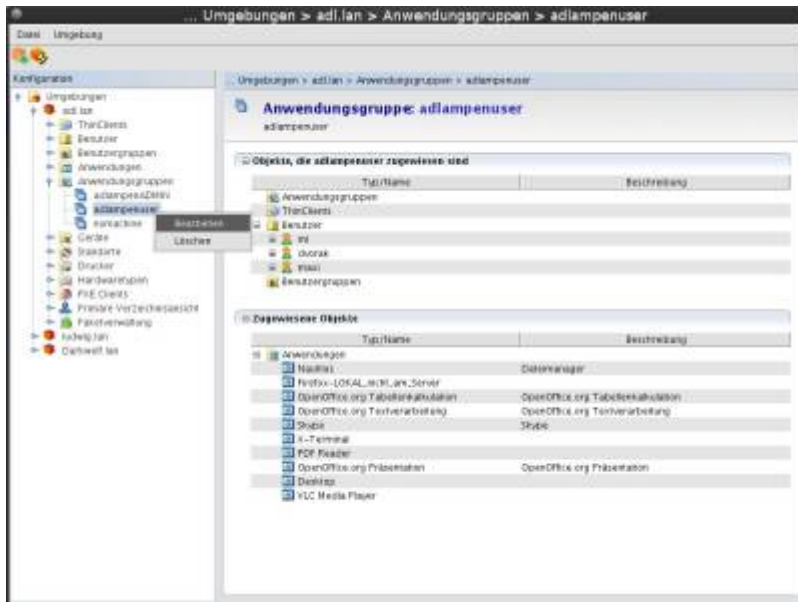 ... Umgebungen > adl.lan > Anwendungsgruppen > adlampenuser
Datei Umgebung
Konfiguration
Umgebungen
adl.lan
ThinClients
Benutzer
Benutzergruppen
Anwendungen
Anwendungsgruppen
adlampenADMIN
adlampenuser
nxmachine
Geräte
Standorte
Drucker
Hardwaretypen
PXE Clients
Primäre Verzeichnisansicht
Paketverwaltung
ludwig.lan
Bearbeiten
Löschen
... Umgebungen > adl.lan > Anwendungsgruppen > adlampenuser
Anwendungsgruppe: adlampenuser
adlampenuser
Objekte, die adlampenuser zugewiesen sind
Typ/Name Beschreibung
Anwendungsgruppen
ThinClients
Benutzer
dvorak
maxi
Benutzergruppen
Zugewiesene Objekte
Typ/Name Beschreibung
Anwendungen
Nautilus Dateimanager
Firefox-LOKAL_nicht_am_Server
OpenOffice.org Tabellenkalkulation OpenOffice.org Tabellenkalkulation
OpenOffice.org Textverarbeitung OpenOffice.org Textverarbeitung
Skype Skype
X-Terminal
PDF Reader
OpenOffice.org Präsentation OpenOffice.org Präsentation
Desktop
VLC Media Player